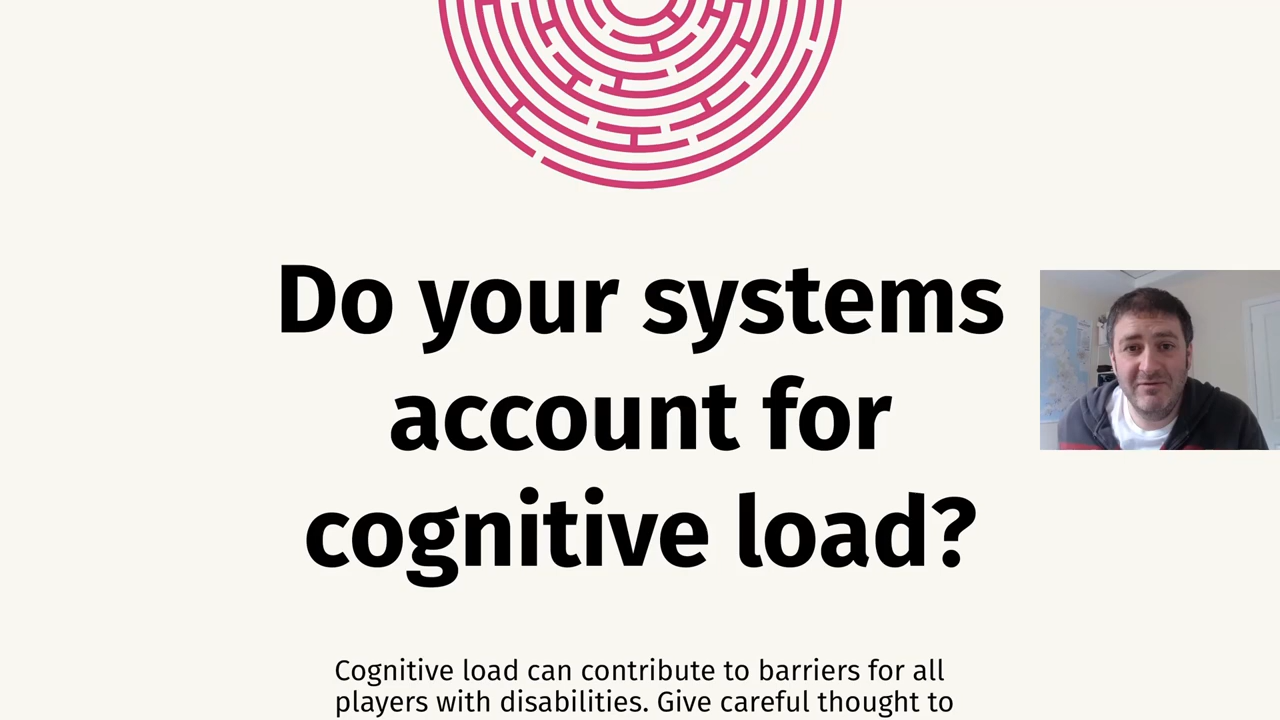 Do your systems
account for
cognitive load?
Cognitive load can contribute to barriers for all
players with disabilities. Give careful thought to